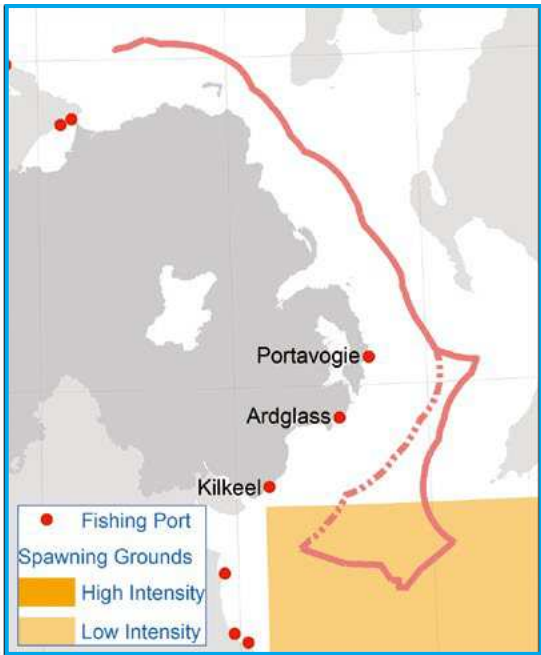 Portavogie
Ardglass
Kilkeel
Fishing Port
Spawning Grounds
High Intensity
Low Intensity